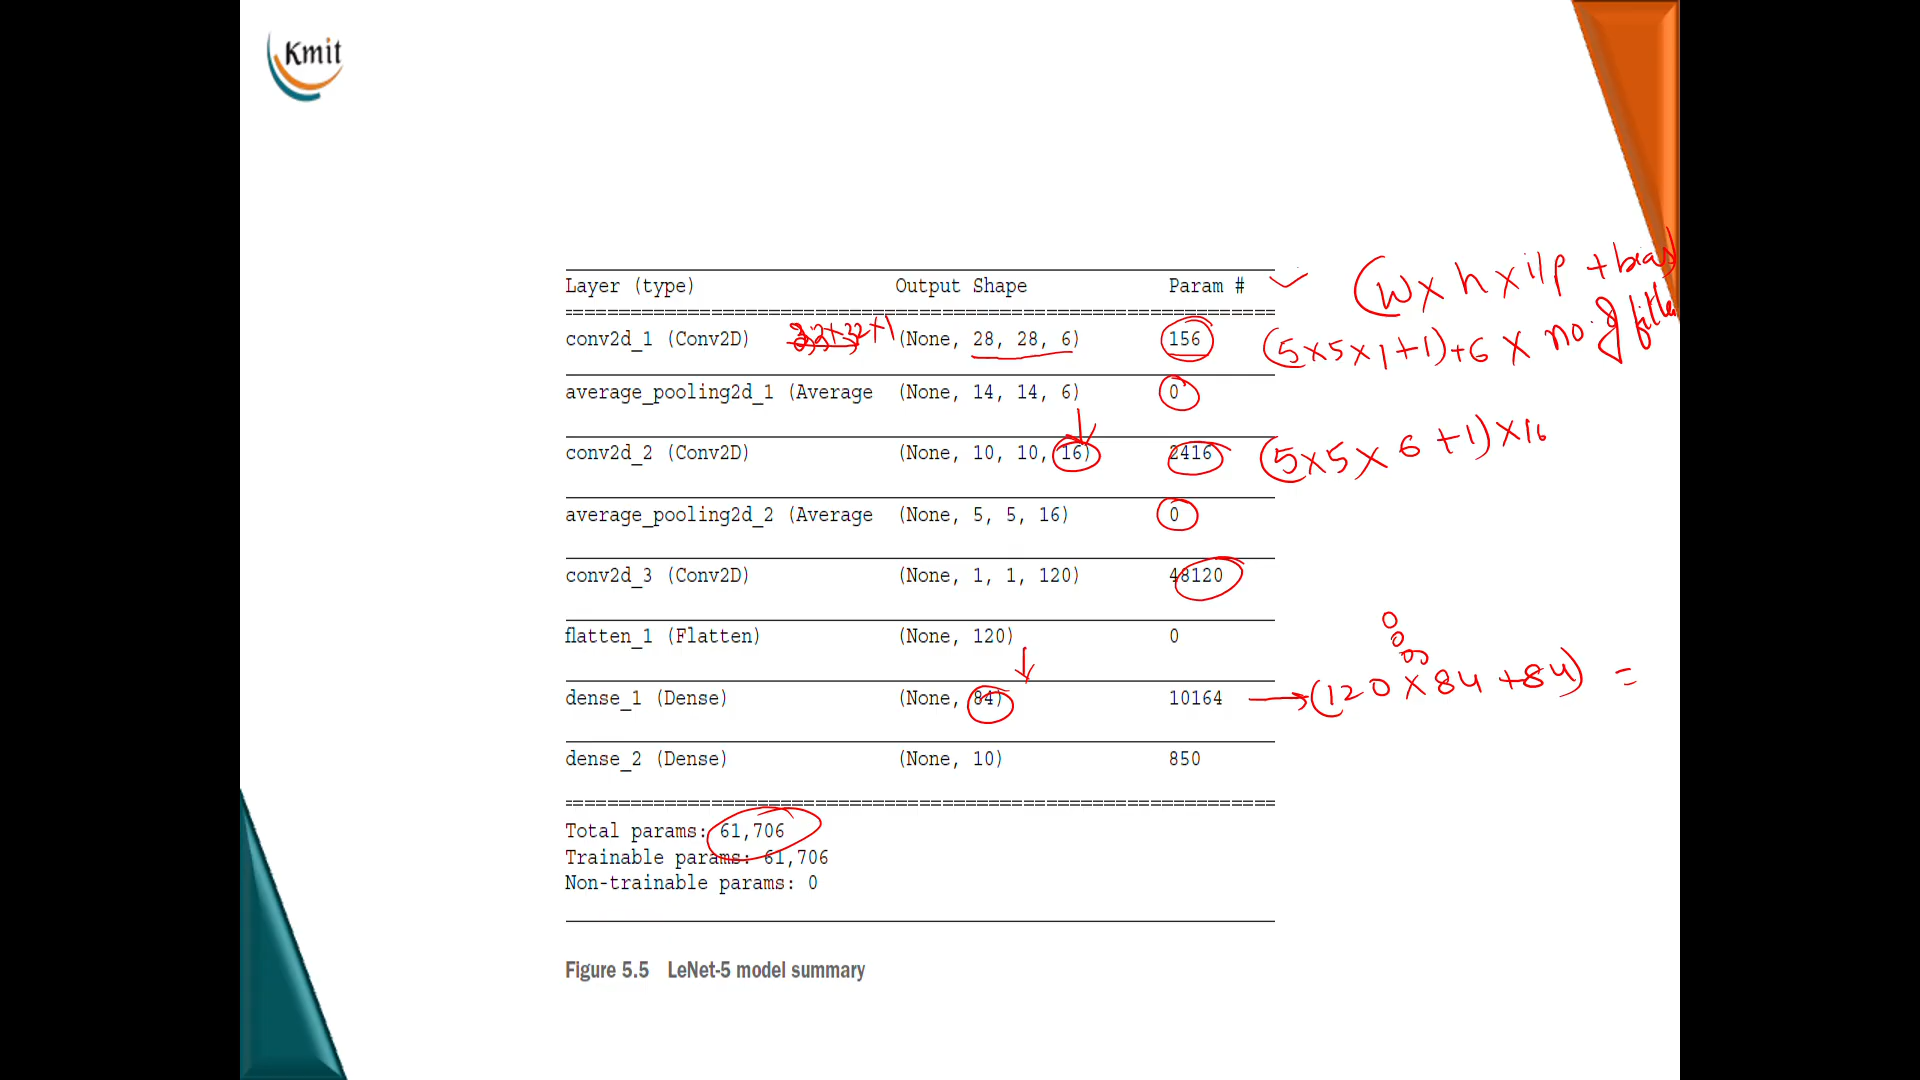 Kmit
(W x h x i/p + bias
Layer (type) Output Shape Param #
conv2d_1 (Conv2D) 32x32x1 (None, 28, 28, 6) 156 (5x5x1+1)+6 x no. of filte
average_pooling2d_1 (Average (None, 14, 14, 6) 0
conv2d_2 (Conv2D) (None, 10, 10, 16) 2416 (5x5x6+1)x16
average_pooling2d_2 (Average (None, 5, 5, 16) 0
conv2d_3 (Conv2D) (None, 1, 1, 120) 48120
flatten_1 (Flatten) (None, 120) 0
dense_1 (Dense) (None, 84) 10164 → (120 x 84 + 84) =
dense_2 (Dense) (None, 10) 850
Total params: 61,706
Trainable params: 61,706
Non-trainable params: 0
Figure 5.5 LeNet-5 model summary